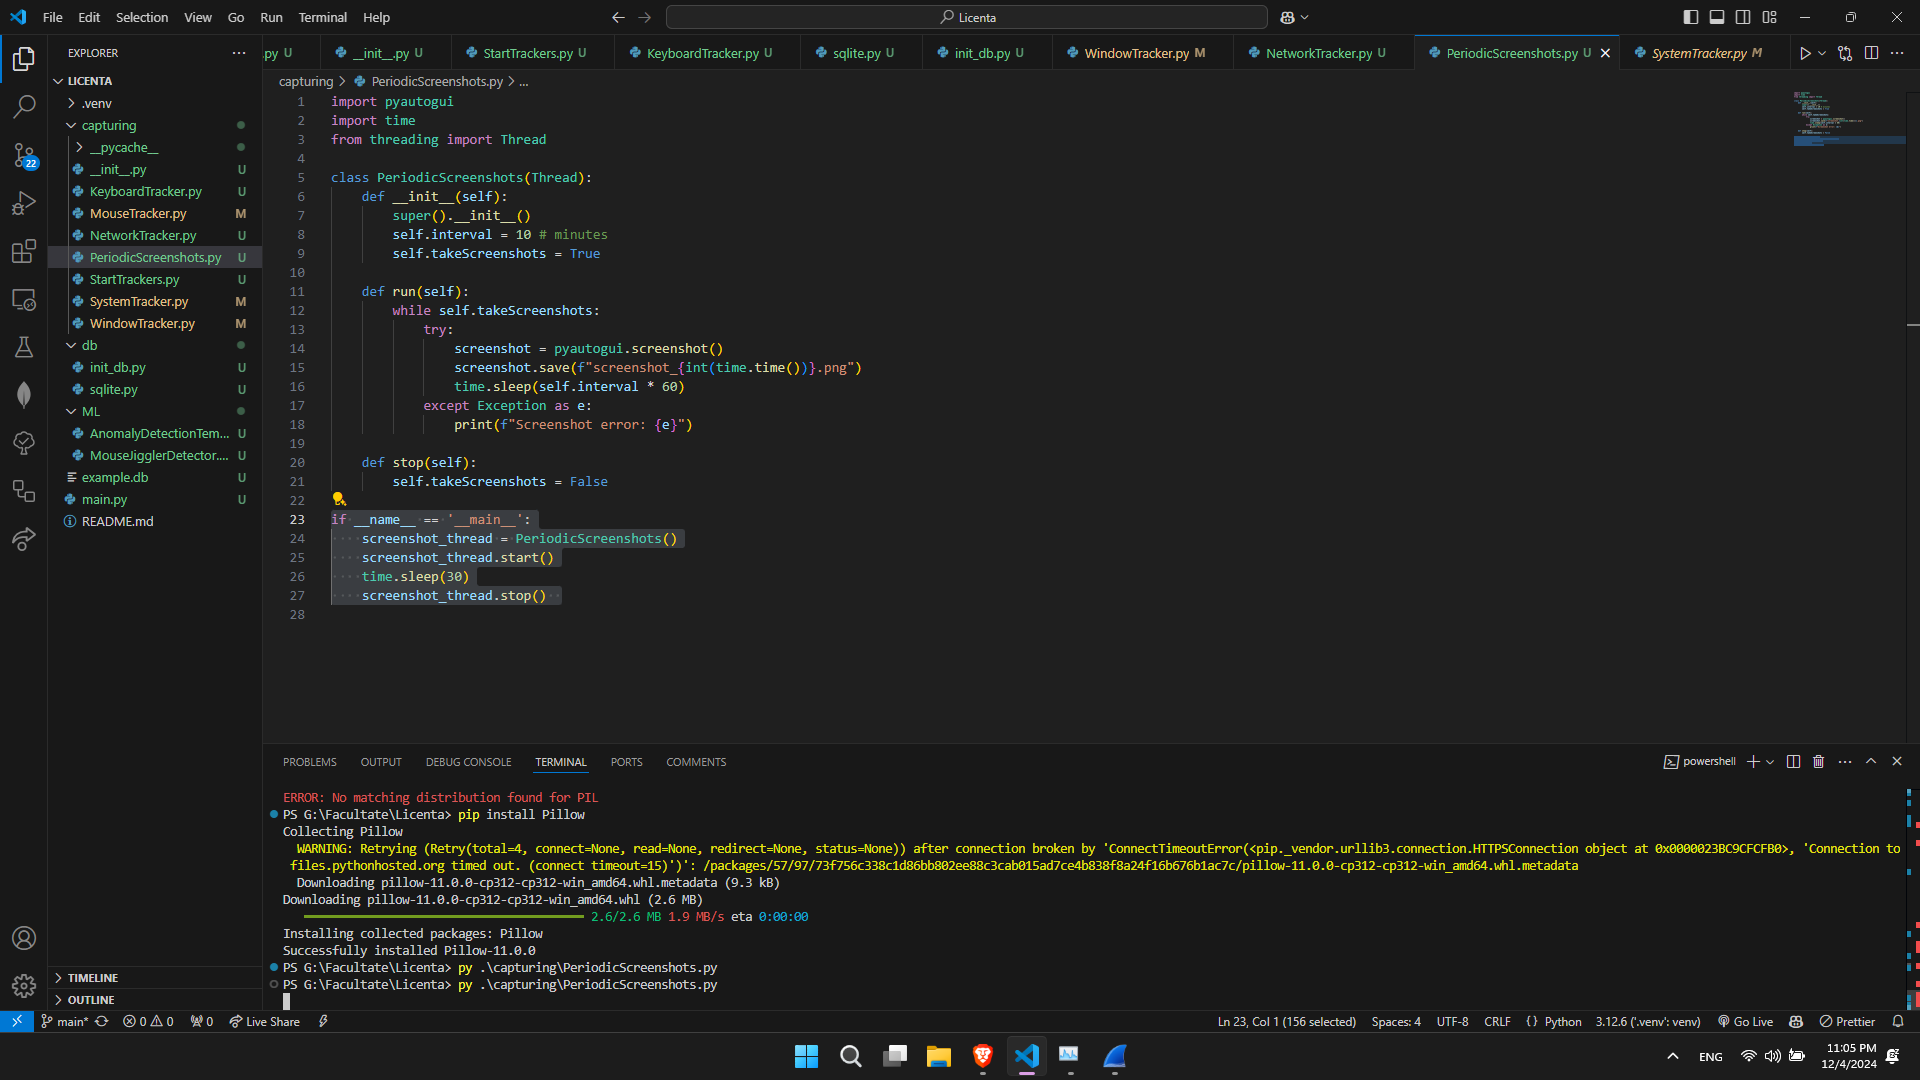 File Edit Selection View Go Run Terminal Help
Licenta
EXPLORER
.py U
__init__.py U
StartTrackers.py U
KeyboardTracker.py U
sqlite.py U
init_db.py U
WindowTracker.py M
NetworkTracker.py U
PeriodicScreenshots.py U
SystemTracker.py M
LICENTA
.venv
capturing
__pycache__
__init__.py U
KeyboardTracker.py U
MouseTracker.py M
NetworkTracker.py U
PeriodicScreenshots.py U
StartTrackers.py U
SystemTracker.py M
WindowTracker.py M
db
init_db.py U
sqlite.py U
ML
AnomalyDetectionTem... U
MouseJigglerDetector.... U
example.db U
main.py U
README.md
TIMELINE
OUTLINE
22
capturing > PeriodicScreenshots.py > ...
1 import pyautogui
2 import time
3 from threading import Thread
4
5 class PeriodicScreenshots(Thread):
6 def __init__(self):
7 super().__init__()
8 self.interval = 10 # minutes
9 self.takeScreenshots = True
10
11 def run(self):
12 while self.takeScreenshots:
13 try:
14 screenshot = pyautogui.screenshot()
15 screenshot.save(f"screenshot_{int(time.time())}.png")
16 time.sleep(self.interval * 60)
17 except Exception as e:
18 print(f"Screenshot error: {e}")
19
20 def stop(self):
21 self.takeScreenshots = False
22
23 if __name__ == '__main__':
24 screenshot_thread = PeriodicScreenshots()
25 screenshot_thread.start()
26 time.sleep(30)
27 screenshot_thread.stop()
28
PROBLEMS OUTPUT DEBUG CONSOLE TERMINAL PORTS COMMENTS
powershell
ERROR: No matching distribution found for PIL
PS G:\Facultate\Licenta> pip install Pillow
Collecting Pillow
WARNING: Retrying (Retry(total=4, connect=None, read=None, redirect=None, status=None)) after connection broken by 'ConnectTimeoutError(<pip._vendor.urllib3.connection.HTTPSConnection object at 0x0000023BC9CFCFB0>, 'Connection to
files.pythonhosted.org timed out. (connect timeout=15)')': /packages/57/97/73f756c338c1d86bb802ee88c3cab015ad7ce4b838f8a24f16b676b1ac7c/pillow-11.0.0-cp312-cp312-win_amd64.whl.metadata
Downloading pillow-11.0.0-cp312-cp312-win_amd64.whl.metadata (9.3 kB)
Downloading pillow-11.0.0-cp312-cp312-win_amd64.whl (2.6 MB)
2.6/2.6 MB 1.9 MB/s eta 0:00:00
Installing collected packages: Pillow
Successfully installed Pillow-11.0.0
PS G:\Facultate\Licenta> py .\capturing\PeriodicScreenshots.py
PS G:\Facultate\Licenta> py .\capturing\PeriodicScreenshots.py
main* 0 0 0 Live Share
Ln 23, Col 1 (156 selected) Spaces: 4 UTF-8 CRLF {} Python 3.12.6 ('.venv': venv) Go Live Prettier
ENG
11:05 PM
12/4/2024